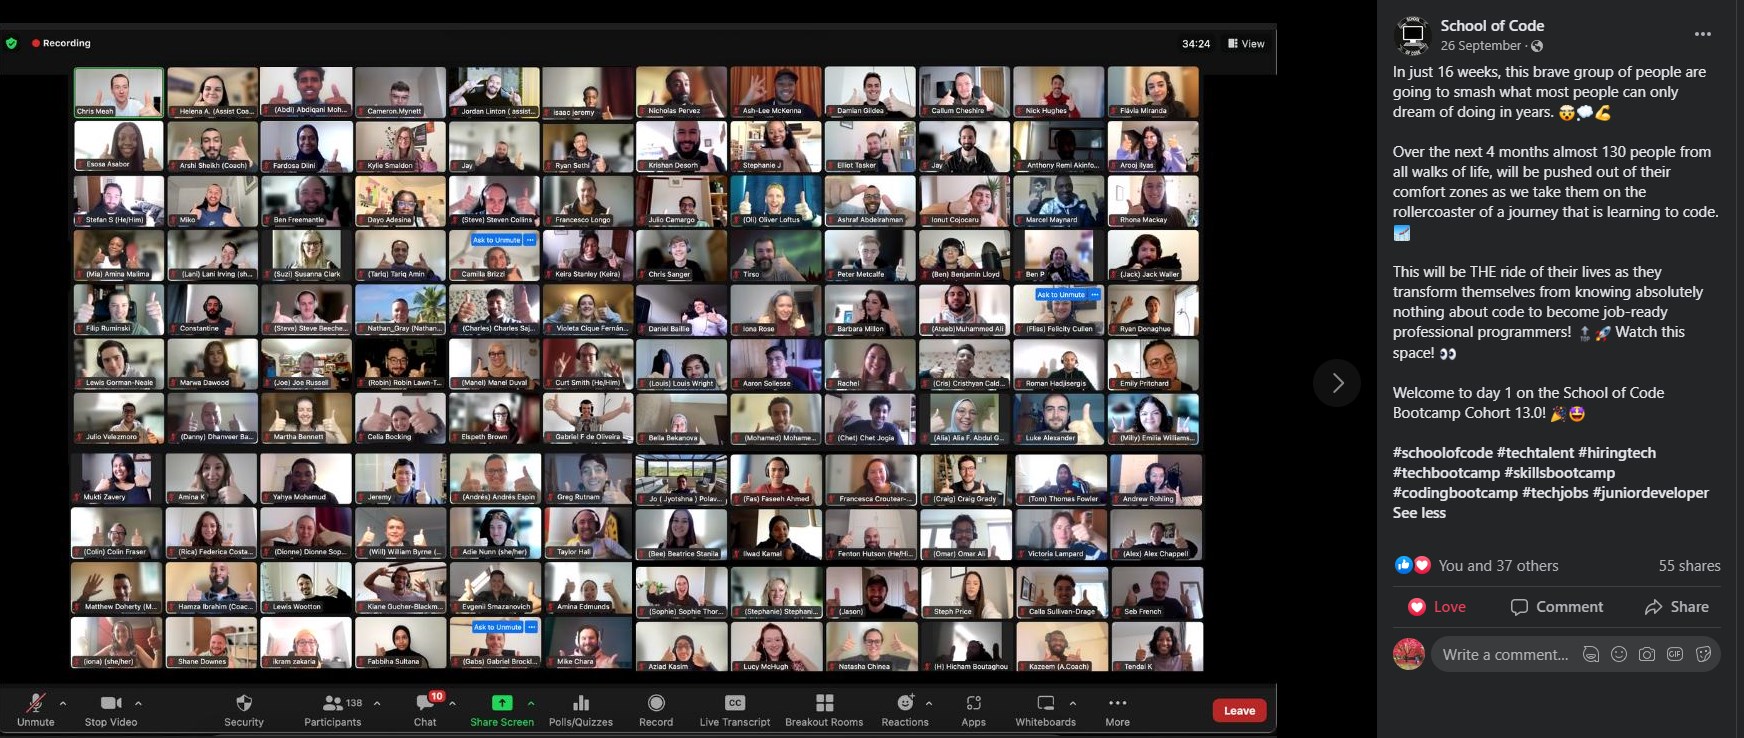 Recording
34:24
View
Chris Meah
Helena A. (Assist Coa...
(Abdi) Abdiqani Moh...
Cameron Mynett
Jordan Linton ( assist...
isaac jeromy
Nicholas Pervez
Ash-Lee McKenna
Damian Gildea
Callum Cheshire
Nick Hughes
Flávia Miranda
Esosa Asabor
Arshi Sheikh (Coach)
Fardosa Diini
Kylie Smaldon
Jay
Ryan Sethi
Krishan Desorh
Stephanie J
Elliot Tasker
Jay
Anthony Remi Akinfo...
Arooj Ilyas
Stefan S (He/Him)
Miko
Ben Freemantle
Dayo Adesina
(Steve) Steven Collins
Francesco Longo
Julio Camargo
(Oli) Oliver Loftus
Ashraf Abdelrahman
Ionut Cojocaru
Marcel Maynard
Rhona Mackay
(Mia) Amina Malima
(Lani) Lani Irving (sh...
(Suzi) Susanna Clark
(Tariq) Tariq Amin
Ask to Unmute ...
Camilla Brizzi
Keira Stanley (Keira)
Chris Sanger
Tirso
Peter Metcalfe
(Ben) Benjamin Lloyd
Ben P
(Jack) Jack Waller
Filip Ruminski
Constantine
(Steve) Steve Beeche...
Nathan_Gray (Nathan...
(Charles) Charles Saj...
Violeta Cique Fernán...
Daniel Baillie
Iona Rose
Barbara Millon
(Ateeb)Muhammed Ali
Ask to Unmute ...
(Fliss) Felicity Cullen
Ryan Donaghue
Lewis Gorman-Neale
Marwa Dawood
(Joe) Joe Russell
(Robin) Robin Lawn-T...
(Manel) Manel Duval
Curt Smith (He/Him)
(Louis) Louis Wright
Aaron Sollesse
Rachel
(Cris) Cristhyan Cald...
Roman Hadjisergis
Emily Pritchard
Julio Velezmoro
(Danny) Dhanveer Ba...
Martha Bennett
Celia Bocking
Elspeth Brown
Gabriel F de Oliveira
Bella Bekanova
(Mohamed) Mohame...
(Chet) Chet Jogia
(Alia) Alia F. Abdul G...
Luke Alexander
(Milly) Emilia Williams...
Mukti Zavery
Amina K
Yahya Mohamud
Jeremy
(Andrés) Andrés Espin
Greg Rutnam
Jo ( Jyotshna ) Polav...
(Fas) Faseeh Ahmed
Francesca Croutear-...
(Craig) Craig Grady
(Tom) Thomas Fowler
Andrew Rohling
(Colin) Colin Fraser
(Rica) Federica Costa...
(Dionne) Dionne Sop...
(Will) William Byrne (...
Adie Nunn (she/her)
Taylor Hall
(Bee) Beatrice Stanila
Ilwad Kamal
Fenton Hutson (He/Hi...
(Omar) Omar Ali
Victoria Lampard
(Alex) Alex Chappell
Matthew Doherty (M...
Hamza Ibrahim (Coac...
Lewis Wootton
Kiane Gucher-Blackm...
Evgenii Smazanovich
Amina Edmunds
(Sophie) Sophie Thor...
(Stephanie) Stephani...
(Jason)
Steph Price
Calla Sullivan-Drage
Seb French
(iona) (she/her)
Shane Downes
ikram zakaria
Fabbiha Sultana
Ask to Unmute ...
(Gabs) Gabriel Brockl...
Mike Chara
Aziad Kasim
Lucy McHugh
Natasha Chinea
(H) Hicham Boutaghou
Kazeem (A.Coach)
Tendai K
Unmute
Stop Video
Security
138
Participants
10
Chat
Share Screen
Polls/Quizzes
Record
CC
Live Transcript
Breakout Rooms
Reactions
Apps
Whiteboards
More
Leave
SCHOOL
OF CODE
School of Code
26 September ·
In just 16 weeks, this brave group of people are
going to smash what most people can only
dream of doing in years. 🤯💭💪
Over the next 4 months almost 130 people from
all walks of life, will be pushed out of their
comfort zones as we take them on the
rollercoaster of a journey that is learning to code.
🎢
This will be THE ride of their lives as they
transform themselves from knowing absolutely
nothing about code to become job-ready
professional programmers! 🚀 Watch this
space! 👀
Welcome to day 1 on the School of Code
Bootcamp Cohort 13.0! 🎉🤩
#schoolofcode #techtalent #hiringtech
#techbootcamp #skillsbootcamp
#codingbootcamp #techjobs #juniordeveloper
See less
You and 37 others
55 shares
Love
Comment
Share
Write a comment...
GIF